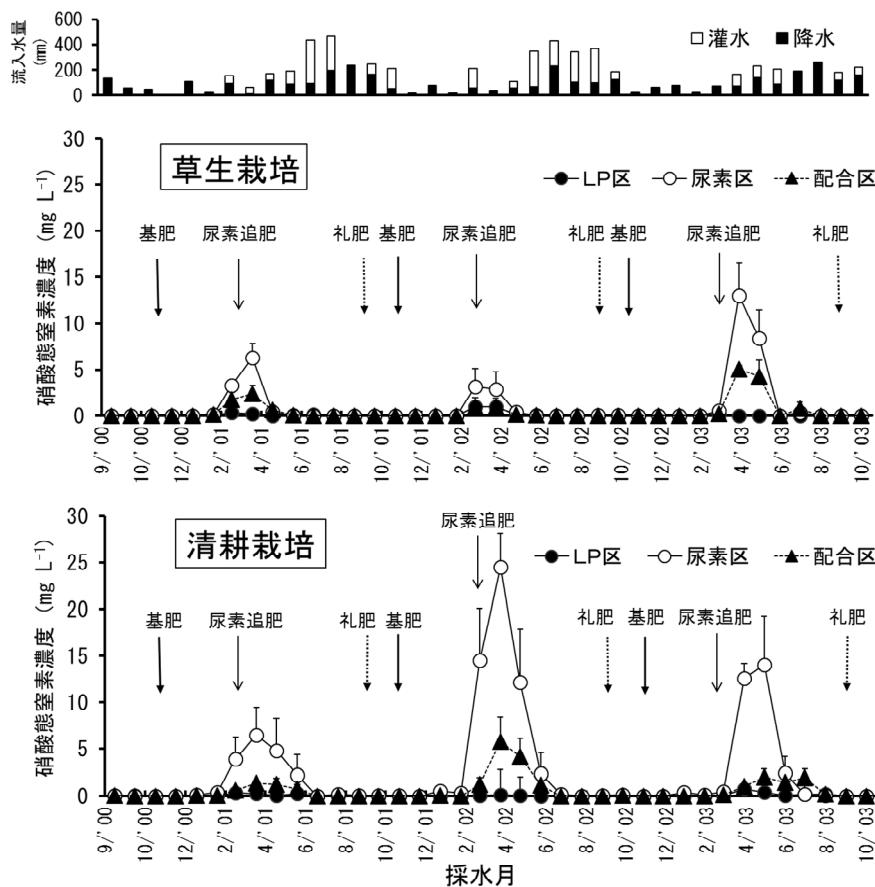 流入水量
(mm)
600
400
200
0
灌水 降水
硝酸態窒素濃度 (mg L⁻¹)
30
25
20
15
10
5
0
草生栽培
LP区 尿素区 配合区
基肥 尿素追肥 礼肥 基肥 尿素追肥 礼肥 基肥 尿素追肥 礼肥
9/'00 10/'00 12/'00 2/'01 4/'01 6/'01 8/'01 10/'01 12/'01 2/'02 4/'02 6/'02 8/'02 10/'02 12/'02 2/'03 4/'03 6/'03 8/'03 10/'03
硝酸態窒素濃度 (mg L⁻¹)
30
25
20
15
10
5
0
清耕栽培
尿素追肥
LP区 尿素区 配合区
基肥 尿素追肥 礼肥 基肥 礼肥 基肥 尿素追肥 礼肥
9/'00 10/'00 12/'00 2/'01 4/'01 6/'01 8/'01 10/'01 12/'01 2/'02 4/'02 6/'02 8/'02 10/'02 12/'02 2/'03 4/'03 6/'03 8/'03 10/'03
採水月